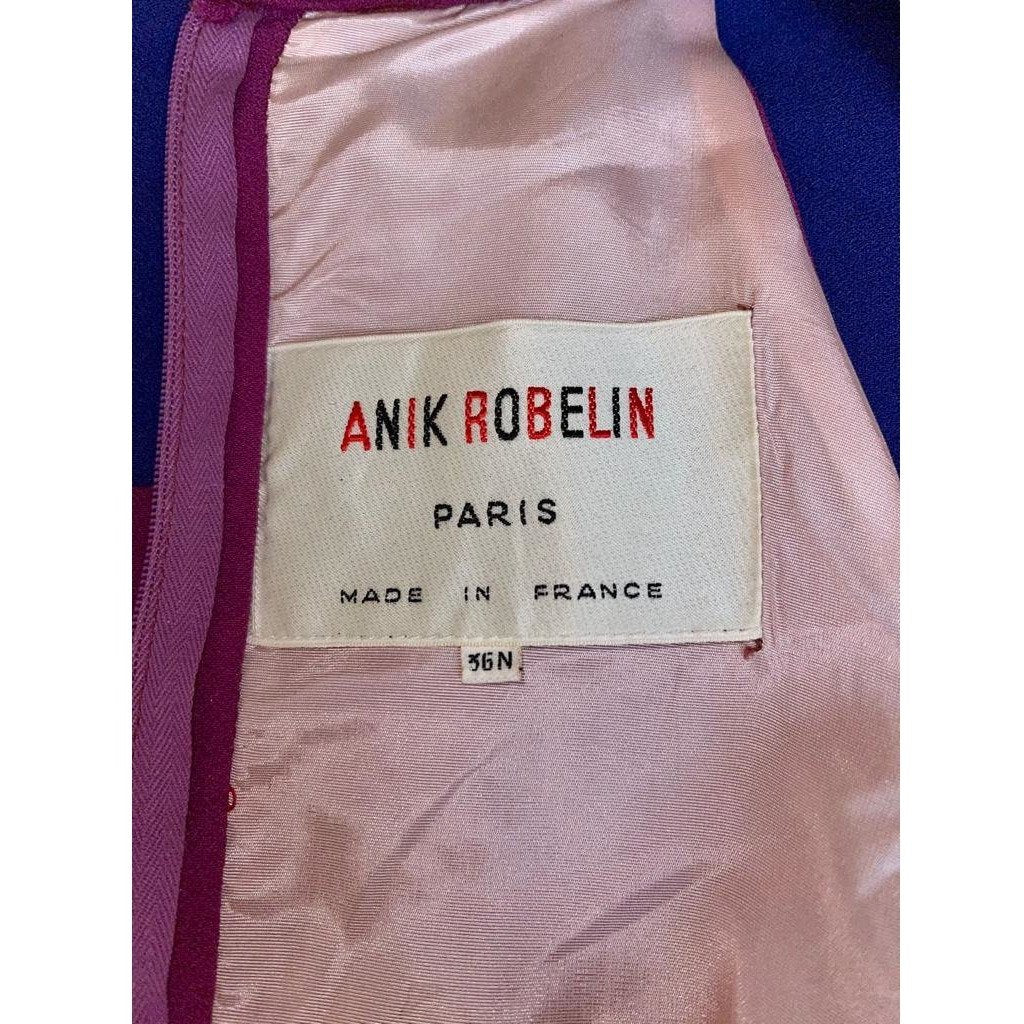 ANIK ROBELIN
PARIS
MADE IN FRANCE
36N